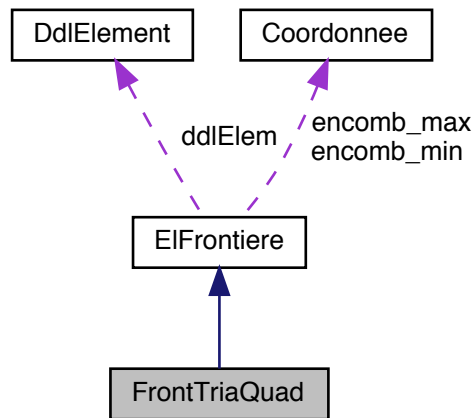 DdlElement
Coordonnee
ddlElem
encomb_max
encomb_min
ElFrontiere
FrontTriaQuad